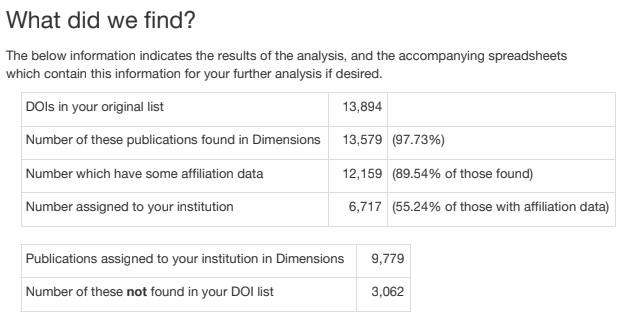 What did we find?
The below information indicates the results of the analysis, and the accompanying spreadsheets
which contain this information for your further analysis if desired.
DOIs in your original list 13,894
Number of these publications found in Dimensions 13,579 (97.73%)
Number which have some affiliation data 12,159 (89.54% of those found)
Number assigned to your institution 6,717 (55.24% of those with affiliation data)
Publications assigned to your institution in Dimensions 9,779
Number of these not found in your DOI list 3,062